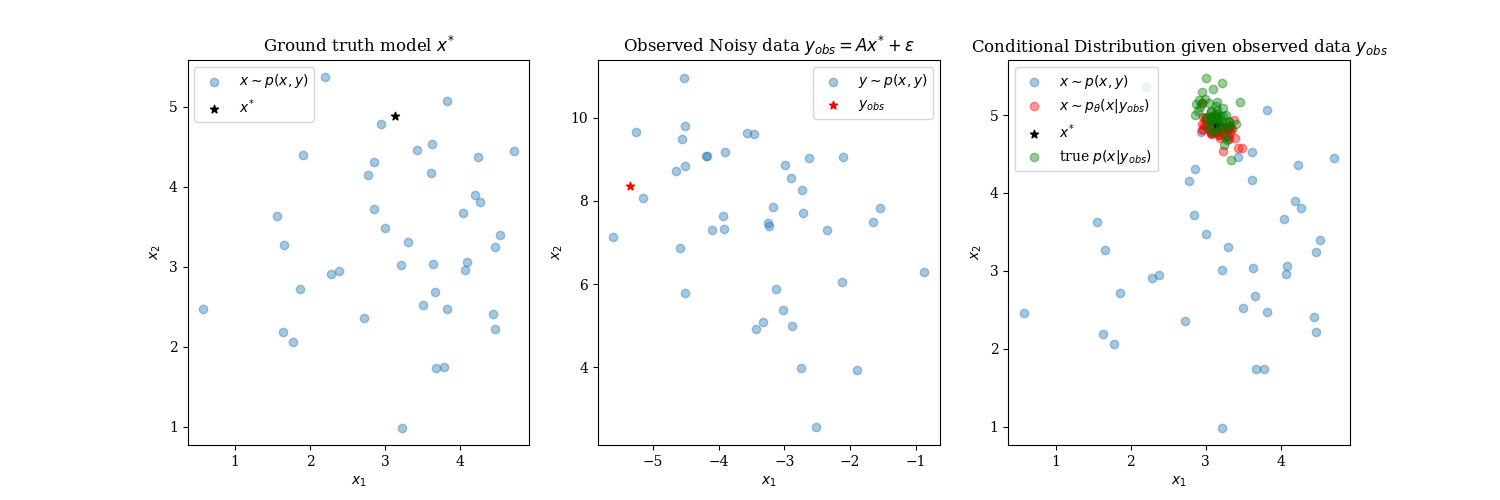 Ground truth model x*
x ~ p(x, y)
x*
5
4
3
2
1
x₂
1
2
3
4
x₁
Observed Noisy data y_obs = Ax* + ε
y ~ p(x, y)
y_obs
10
8
6
4
x₂
−5
−4
−3
−2
−1
x₁
Conditional Distribution given observed data y_obs
x ~ p(x, y)
x ~ p_θ(x|y_obs)
x*
true p(x|y_obs)
5
4
3
2
1
x₂
1
2
3
4
x₁